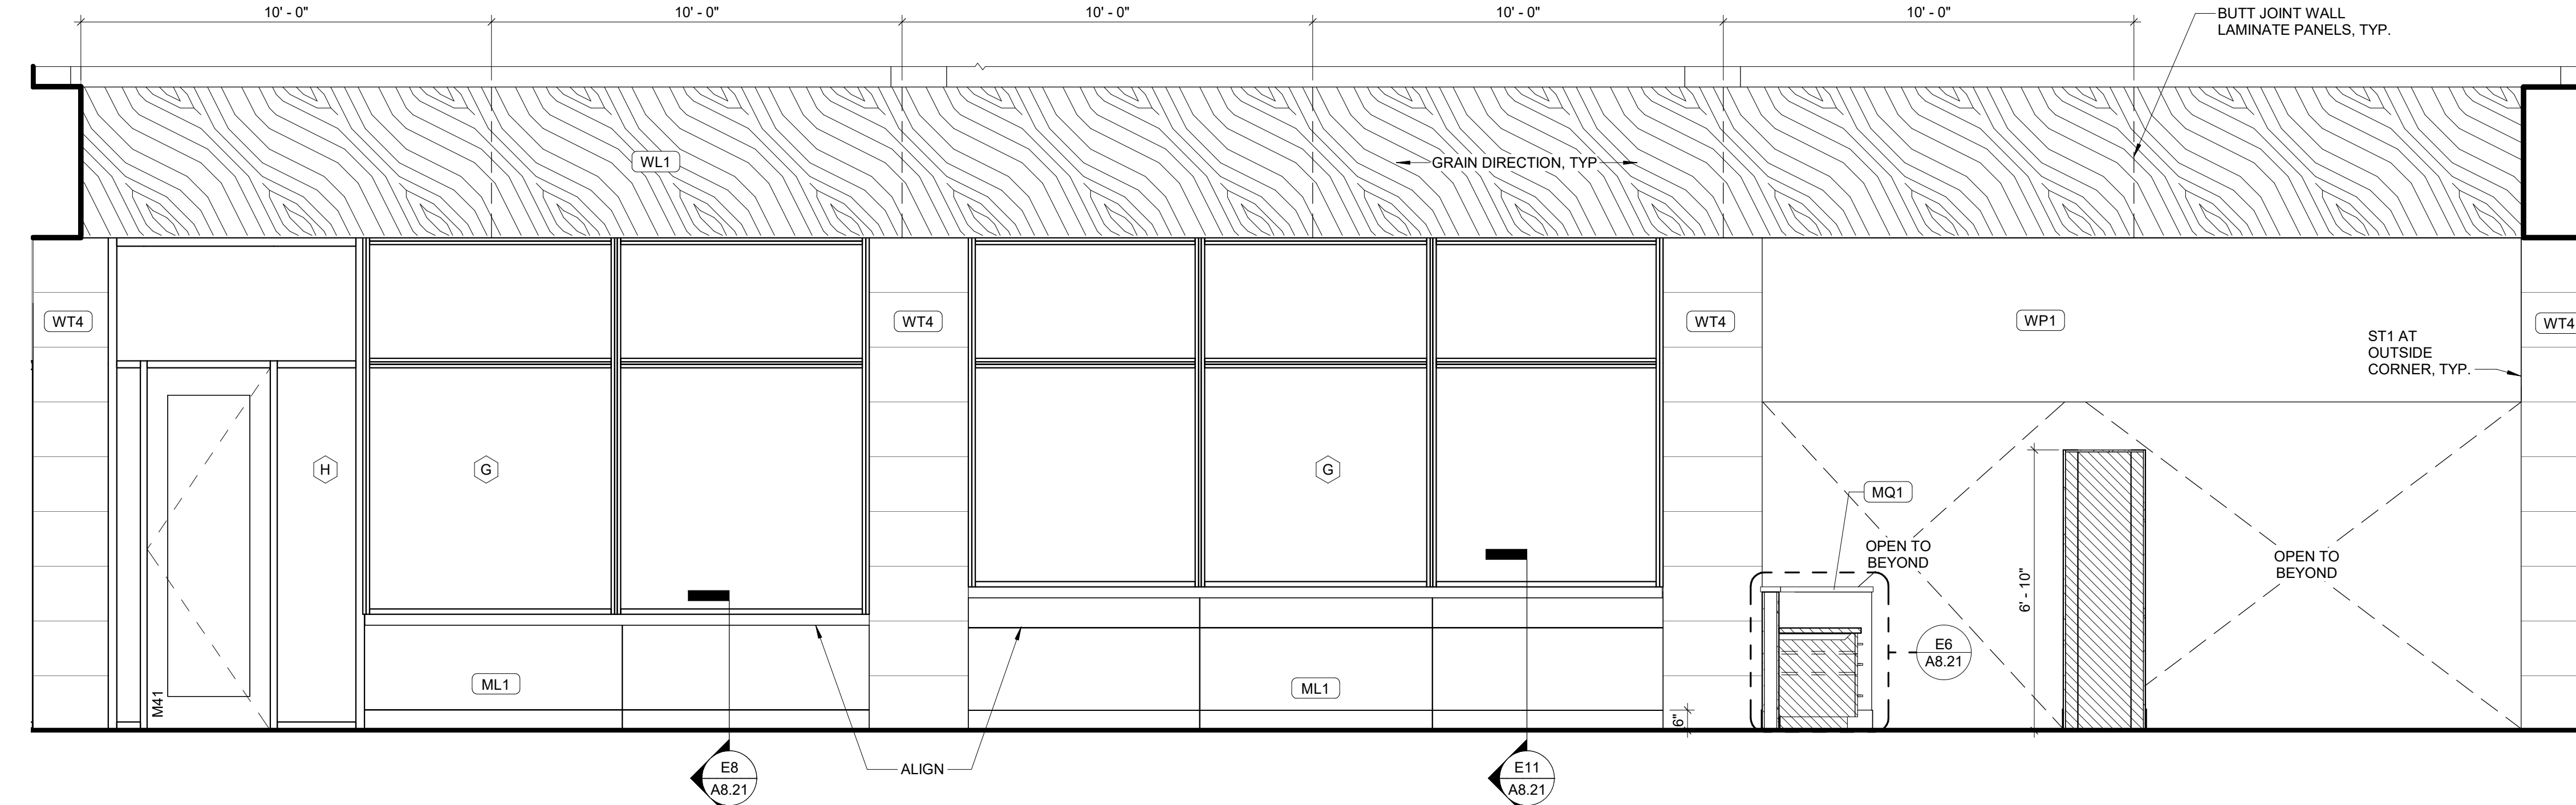 10' - 0"
10' - 0"
10' - 0"
10' - 0"
10' - 0"
BUTT JOINT WALL
LAMINATE PANELS, TYP.
WL1
GRAIN DIRECTION, TYP
WT4
WT4
WT4
WP1
WT4
ST1 AT
OUTSIDE
CORNER, TYP.
H
G
G
MQ1
OPEN TO
BEYOND
OPEN TO
BEYOND
6' - 10"
E6
A8.21
M41
ML1
ML1
6"
ALIGN
E8
A8.21
E11
A8.21